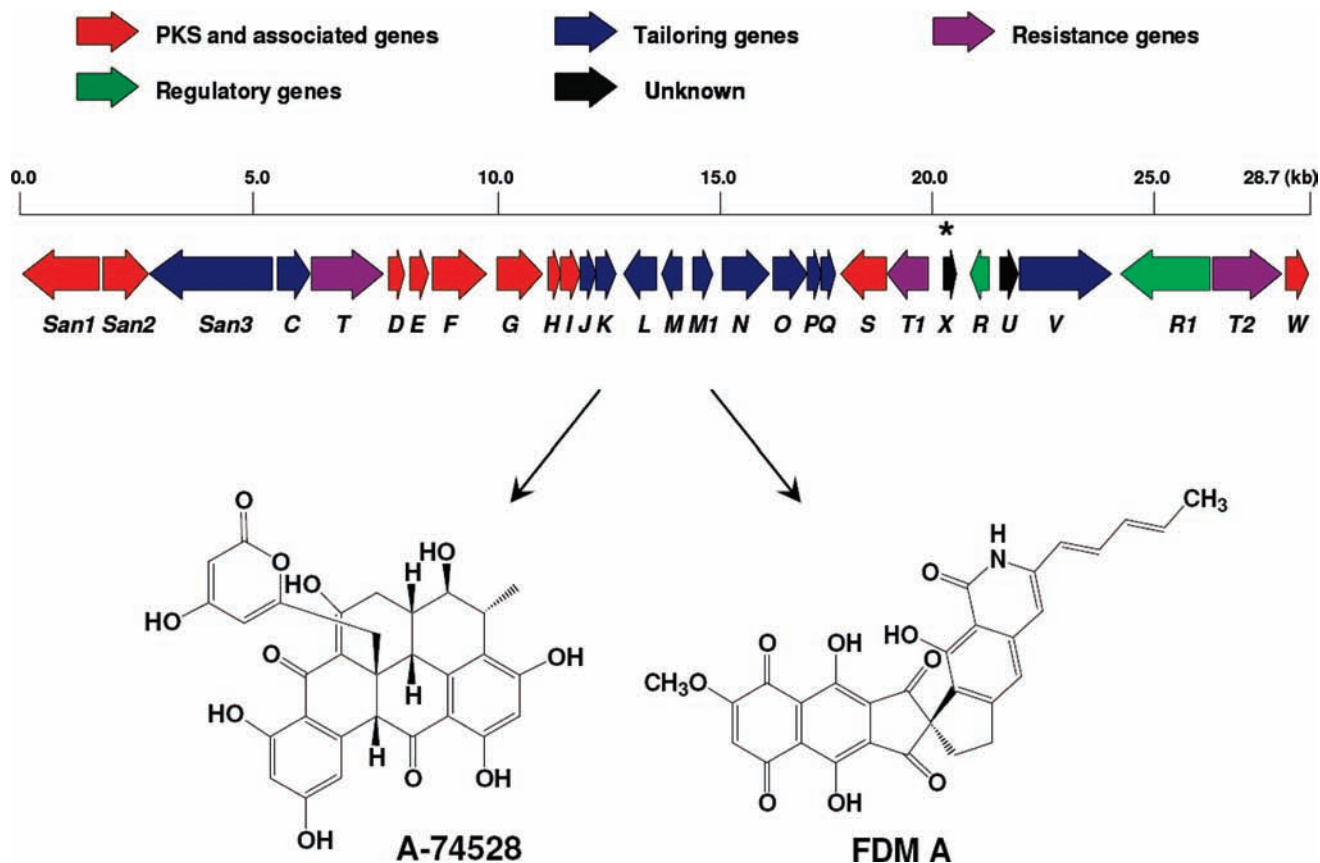 PKS and associated genes
Tailoring genes
Resistance genes
Regulatory genes
Unknown
0.0 5.0 10.0 15.0 20.0 25.0 28.7 (kb)
*
San1 San2 San3 C T D E F G H I J K L M M1 N O P Q S T1 X R U V R1 T2 W
O
O
HO
HO
H
HO
O
H
OH
HO
H
O
OH
OH
A-74528
CH3
H
N
O
HO
O
OH
O
CH3O
O
OH
O
FDM A